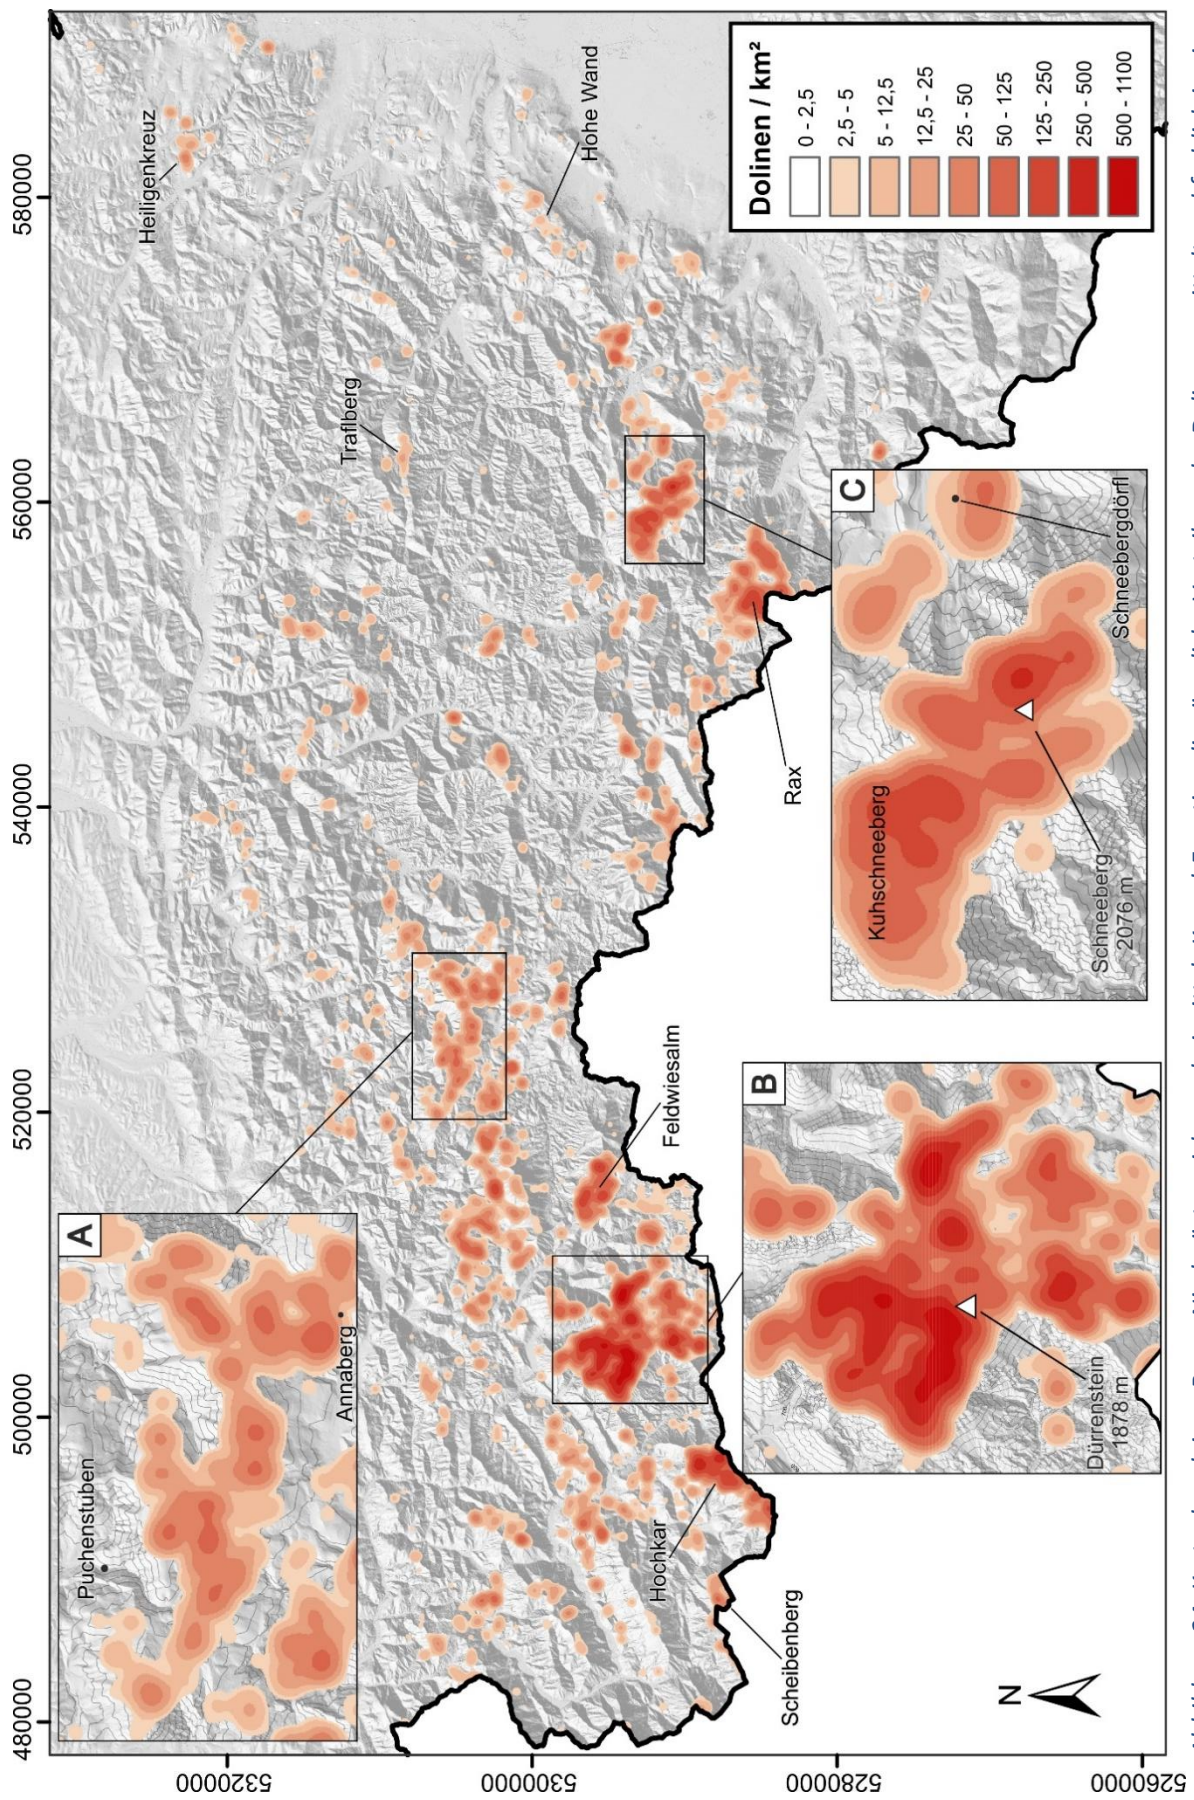 480000
500000
520000
540000
560000
580000
5320000
5300000
5280000
5260000
A
Puchenstuben
Annaberg
Heiligenkreuz
Traflberg
Hohe Wand
Feldwiesalm
Rax
Hochkar
Scheibenberg
N
B
Dürrenstein
1878 m
C
Kuhschneeberg
Schneeberg
2076 m
Schneebergdörfl
Dolinen / km²
0 - 2,5
2,5 - 5
5 - 12,5
12,5 - 25
25 - 50
50 - 125
125 - 250
250 - 500
500 - 1100